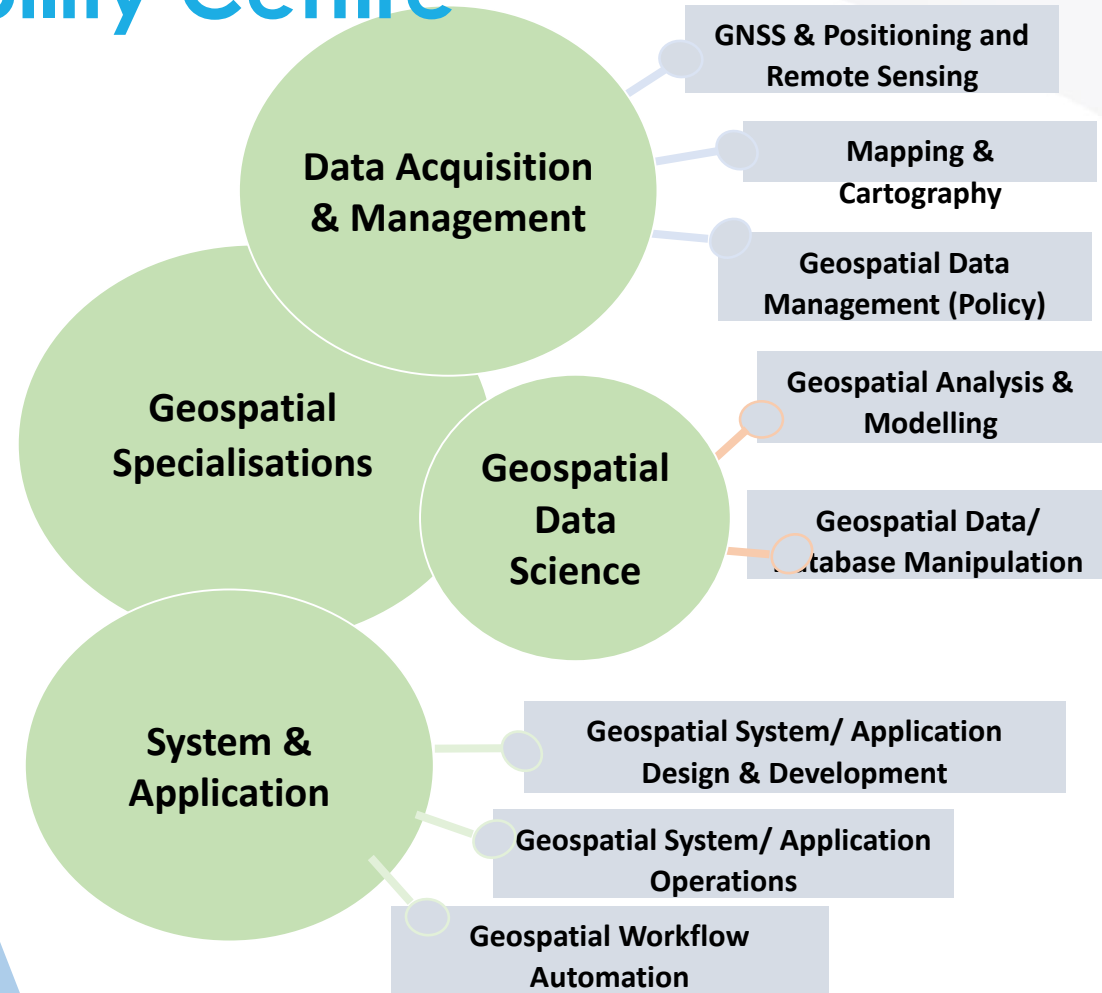 Centre
GNSS & Positioning and
Remote Sensing
Data Acquisition
& Management
Mapping &
Cartography
Geospatial Data
Management (Policy)
Geospatial
Specialisations
Geospatial Analysis &
Modelling
Geospatial
Data
Science
Geospatial Data/
Manipulation
System &
Application
Geospatial System/ Application
Design & Development
Geospatial System/ Application
Operations
Geospatial Workflow
Automation